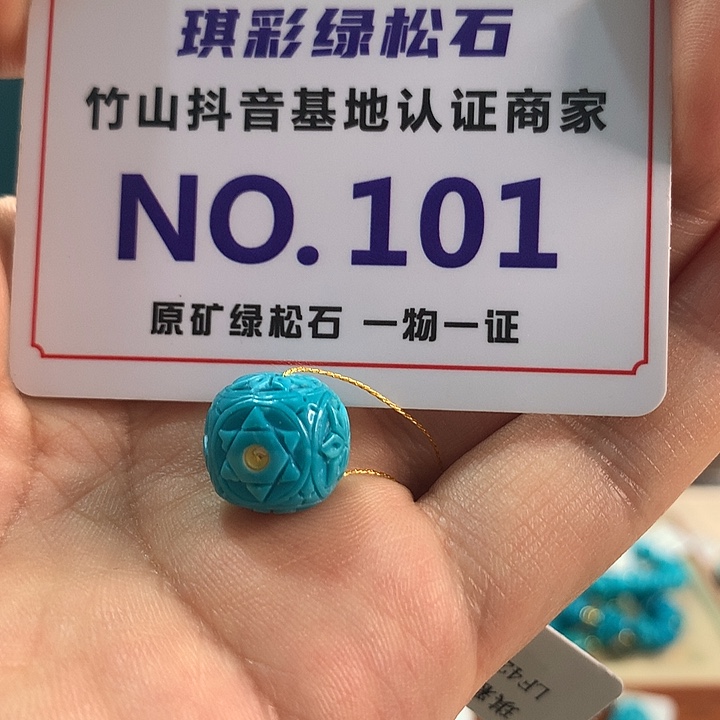 琪彩绿松石
竹山抖音基地认证商家
NO.101
原矿绿松石 一物一证